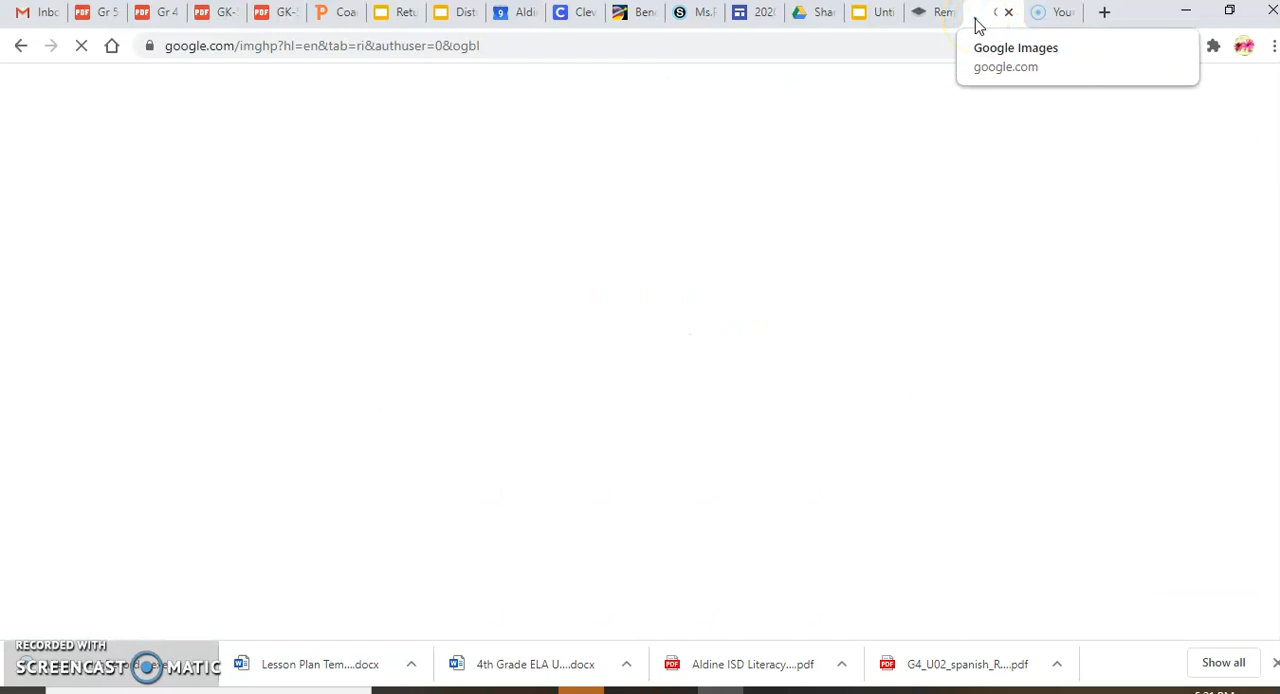 Inbo Gr 5 Gr 4 GK- GK- Coa Retu Dist Aldi Clev Ben Ms.F 202 Sha Unti Rem You
google.com/imghp?hl=en&tab=ri&authuser=0&ogbl
Google Images
google.com
RECORDED WITH
SCREENCAST MATIC
Lesson Plan Tem....docx 4th Grade ELA U....docx Aldine ISD Literacy....pdf G4_U02_spanish_R....pdf Show all